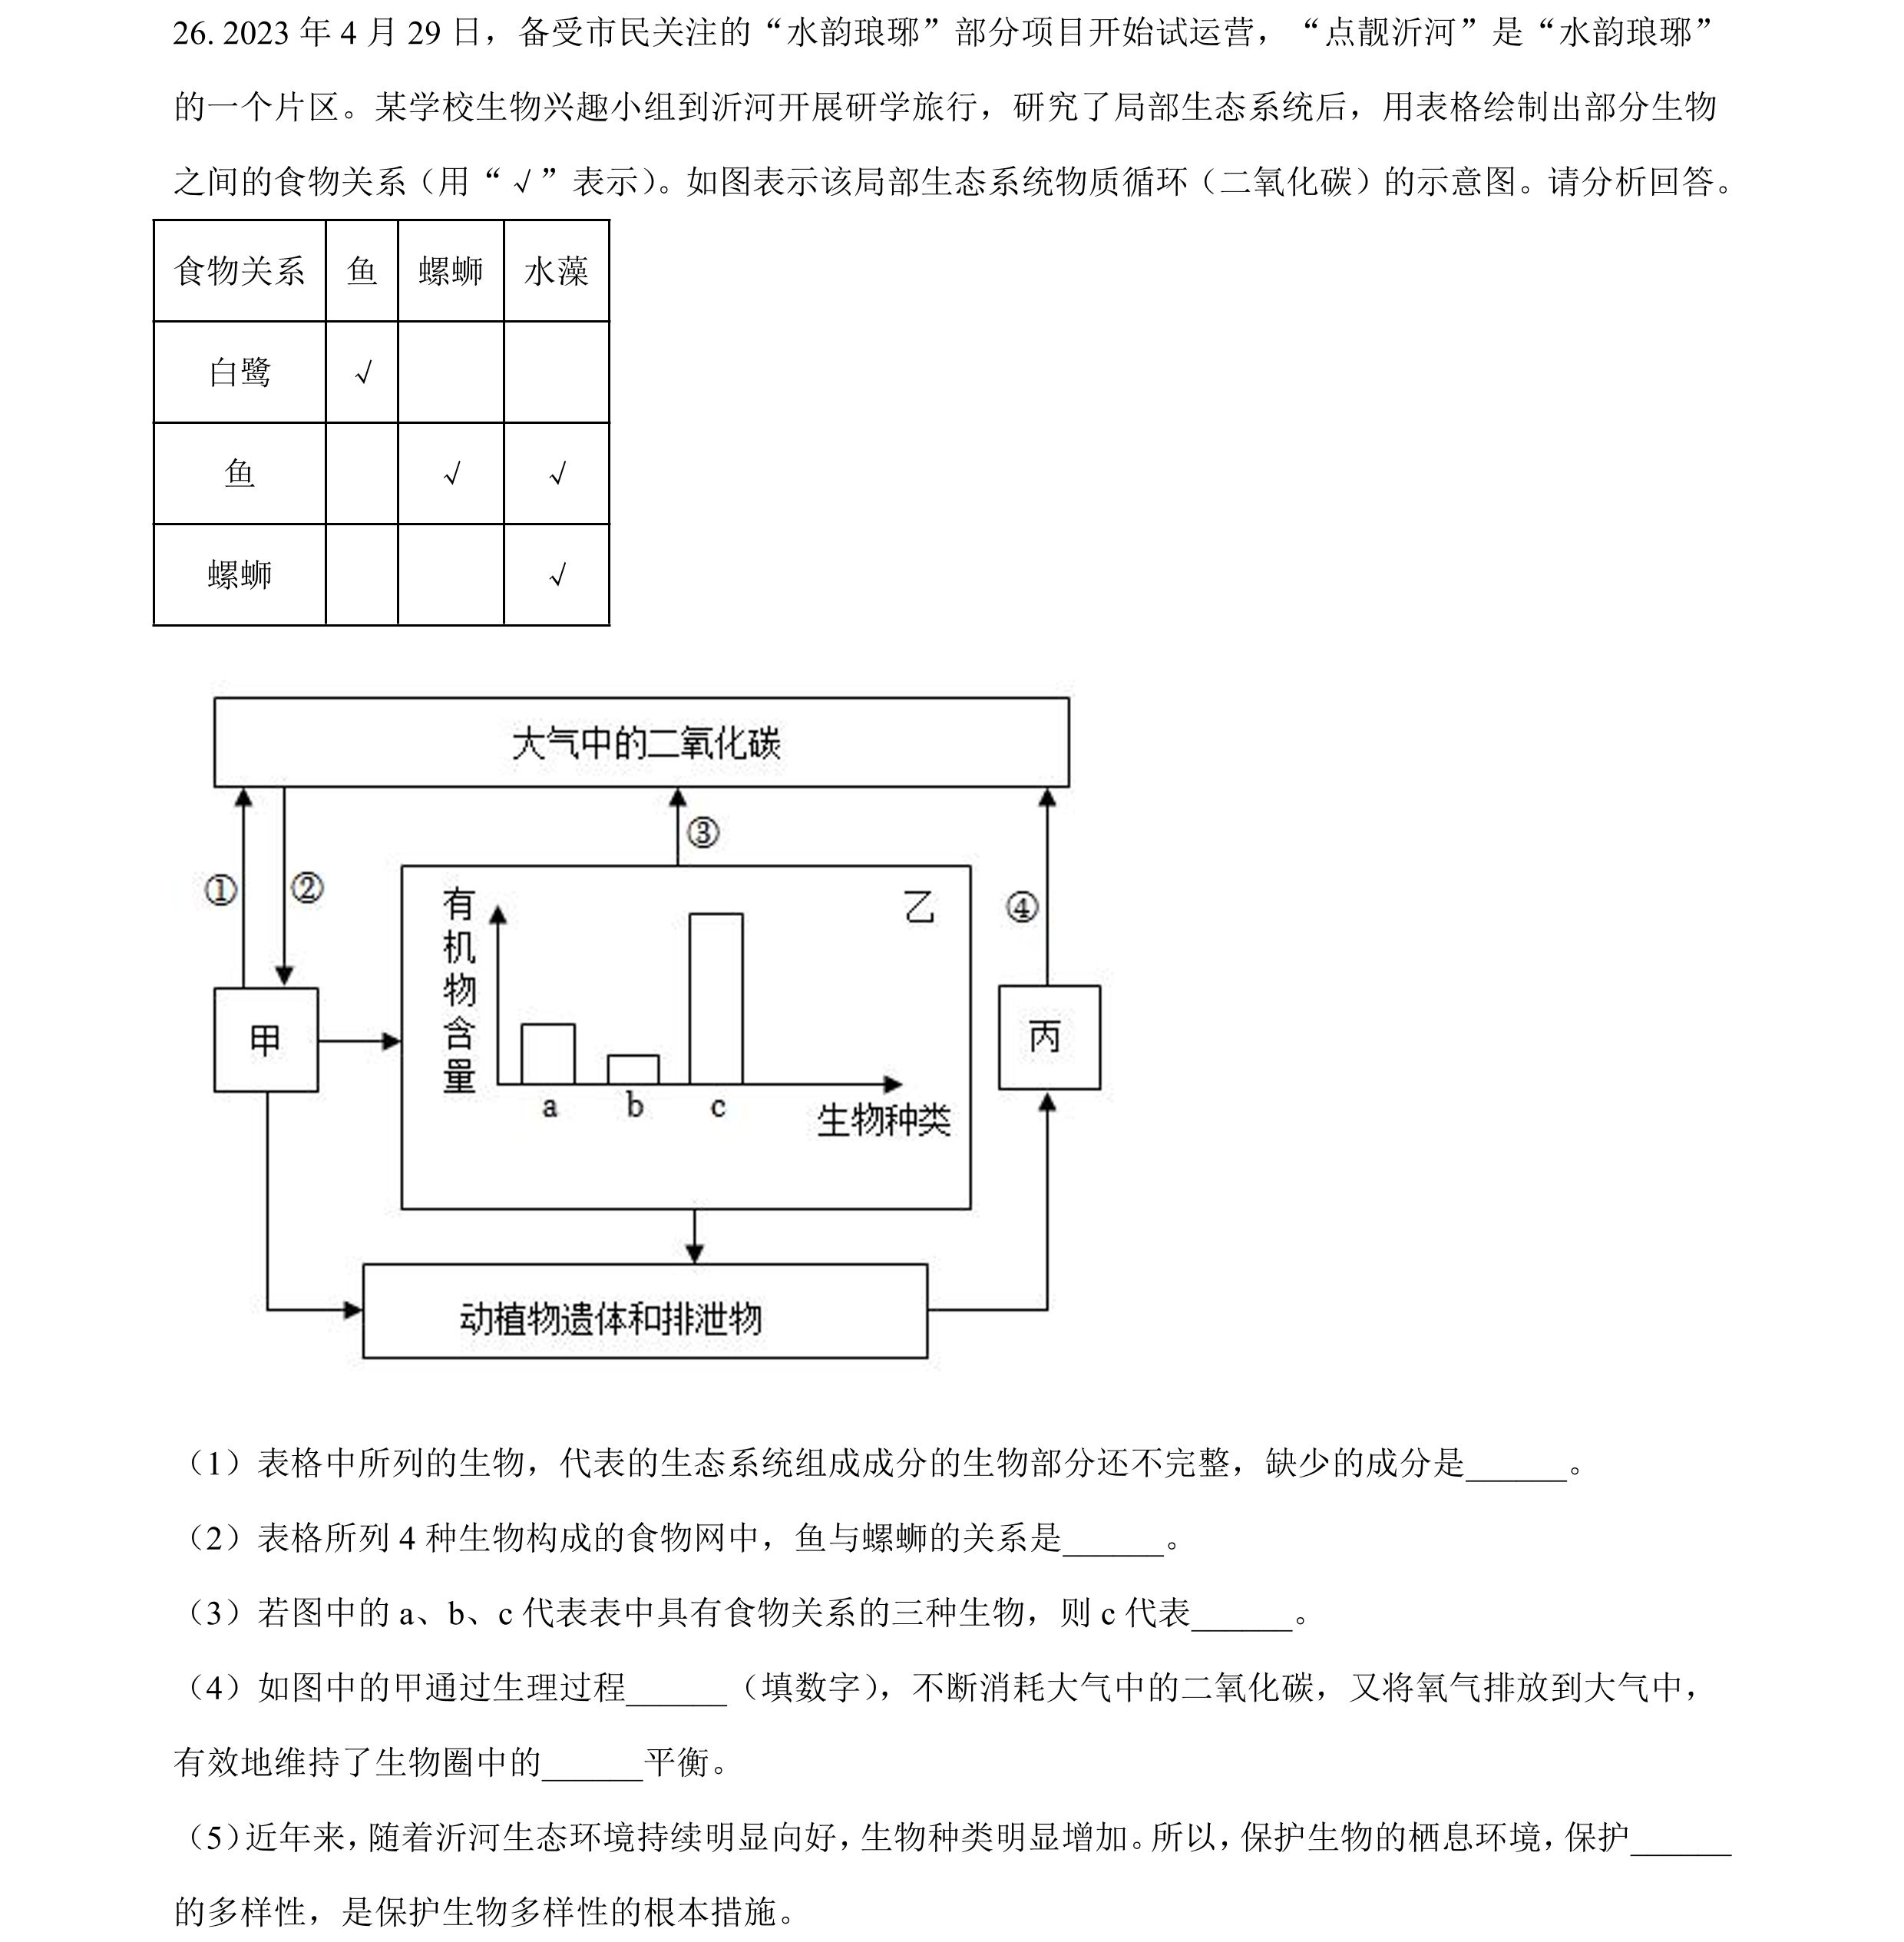 26. 2023 年 4 月 29 日，备受市民关注的“水韵琅琊”部分项目开始试运营，“点靓沂河”是“水韵琅琊”
的一个片区。某学校生物兴趣小组到沂河开展研学旅行，研究了局部生态系统后，用表格绘制出部分生物
之间的食物关系（用“√”表示）。如图表示该局部生态系统物质循环（二氧化碳）的示意图。请分析回答。
食物关系 鱼 螺蛳 水藻
白鹭 √
鱼 √ √
螺蛳 √
大气中的二氧化碳
① ② ③ ④
有机物含量
乙
甲
丙
a b c
生物种类
动植物遗体和排泄物
（1）表格中所列的生物，代表的生态系统组成成分的生物部分还不完整，缺少的成分是______。
（2）表格所列 4 种生物构成的食物网中，鱼与螺蛳的关系是______。
（3）若图中的 a、b、c 代表表中具有食物关系的三种生物，则 c 代表______。
（4）如图中的甲通过生理过程______（填数字），不断消耗大气中的二氧化碳，又将氧气排放到大气中，
有效地维持了生物圈中的______平衡。
（5）近年来，随着沂河生态环境持续明显向好，生物种类明显增加。所以，保护生物的栖息环境，保护______
的多样性，是保护生物多样性的根本措施。